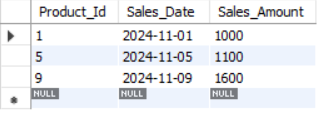 Product_Id Sales_Date Sales_Amount
1 2024-11-01 1000
5 2024-11-05 1100
9 2024-11-09 1600
NULL NULL NULL